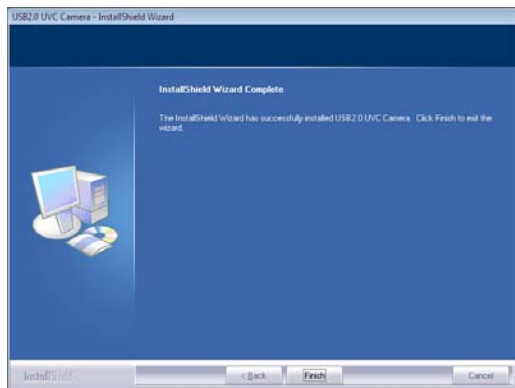 USB2.0 UVC Camera - InstallShield Wizard
InstallShield Wizard Complete
The InstallShield Wizard has successfully installed USB2.0 UVC Camera. Click Finish to exit the
wizard.
InstallShield
< Back
Finish
Cancel